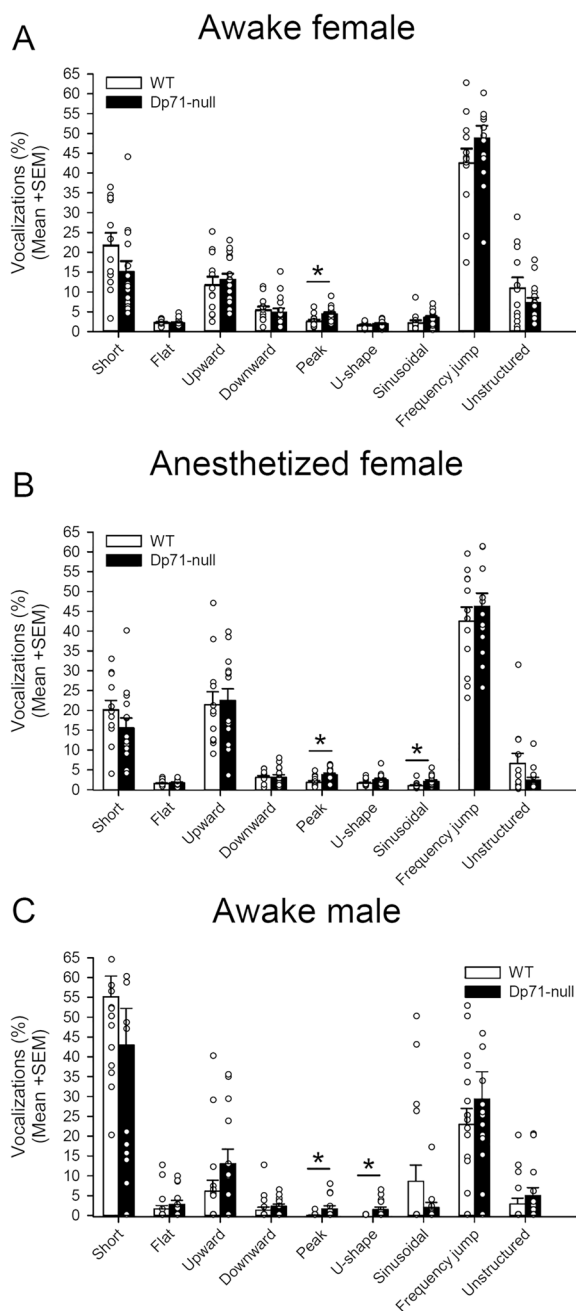 A
Awake female
Vocalizations (%)
(Mean +SEM)
65
60
55
50
45
40
35
30
25
20
15
10
5
0
WT
Dp71-null
*
Short
Flat
Upward
Downward
Peak
U-shape
Sinusoidal
Frequency jump
Unstructured
B
Anesthetized female
Vocalizations (%)
(Mean +SEM)
65
60
55
50
45
40
35
30
25
20
15
10
5
0
WT
Dp71-null
*
*
Short
Flat
Upward
Downward
Peak
U-shape
Sinusoidal
Frequency jump
Unstructured
C
Awake male
Vocalizations (%)
(Mean +SEM)
65
60
55
50
45
40
35
30
25
20
15
10
5
0
WT
Dp71-null
*
*
Short
Flat
Upward
Downward
Peak
U-shape
Sinusoidal
Frequency jump
Unstructured